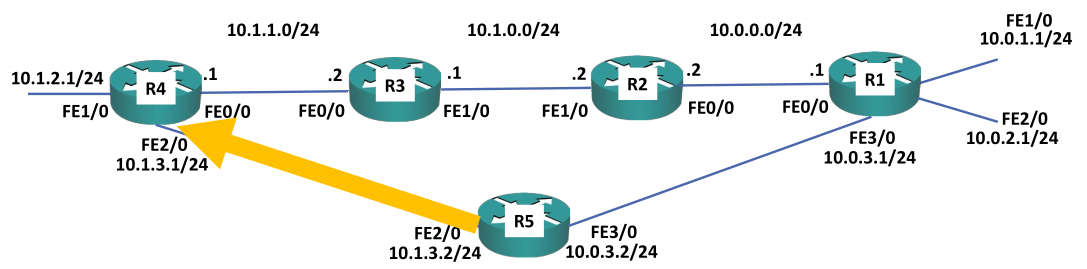 10.1.1.0/24
10.1.0.0/24
10.0.0.0/24
FE1/0
10.0.1.1/24
10.1.2.1/24
R4
.1
.2
R3
.1
.2
R2
.2
.1
R1
FE1/0
FE0/0
FE0/0
FE1/0
FE1/0
FE0/0
FE0/0
FE2/0
10.0.2.1/24
FE2/0
10.1.3.1/24
FE3/0
10.0.3.1/24
R5
FE2/0
10.1.3.2/24
FE3/0
10.0.3.2/24